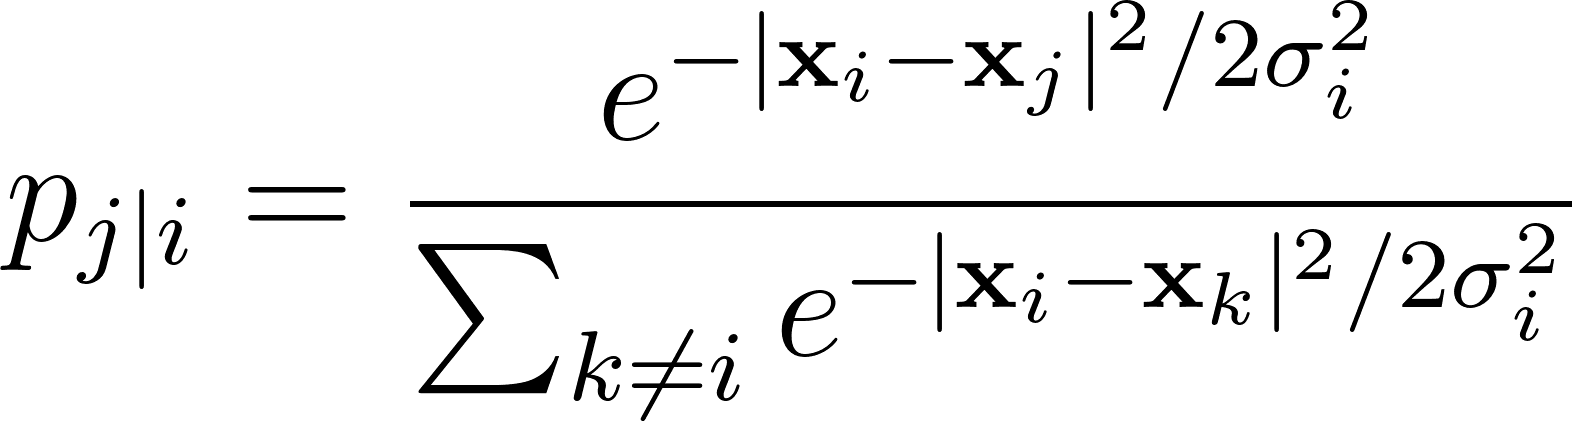 $p_{j|i} = \frac{e^{-|\mathbf{x}_i - \mathbf{x}_j|^2 / 2\sigma_i^2}}{\sum_{k \neq i} e^{-|\mathbf{x}_i - \mathbf{x}_k|^2 / 2\sigma_i^2}}$